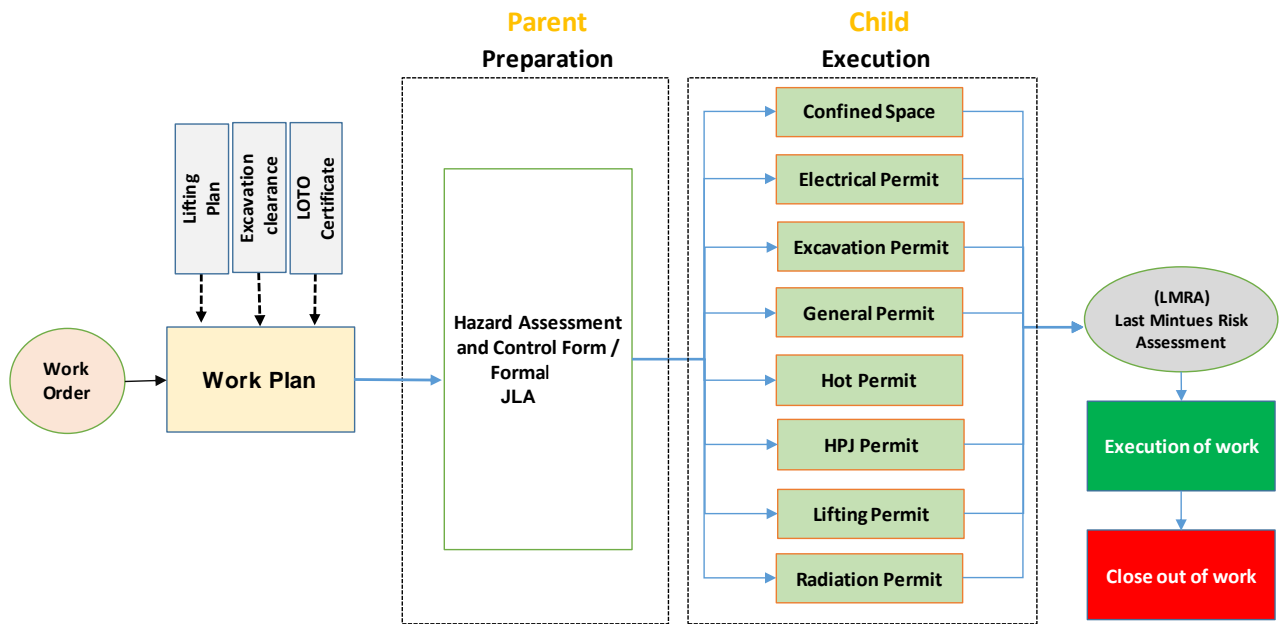 Parent
Preparation
Child
Execution
Lifting
Plan
Excavation
clearance
LOTO
Certificate
Work
Order
Work Plan
Hazard Assessment
and Control Form /
Formal
JLA
Confined Space
Electrical Permit
Excavation Permit
General Permit
Hot Permit
HPJ Permit
Lifting Permit
Radiation Permit
(LMRA)
Last Mintues Risk
Assessment
Execution of work
Close out of work